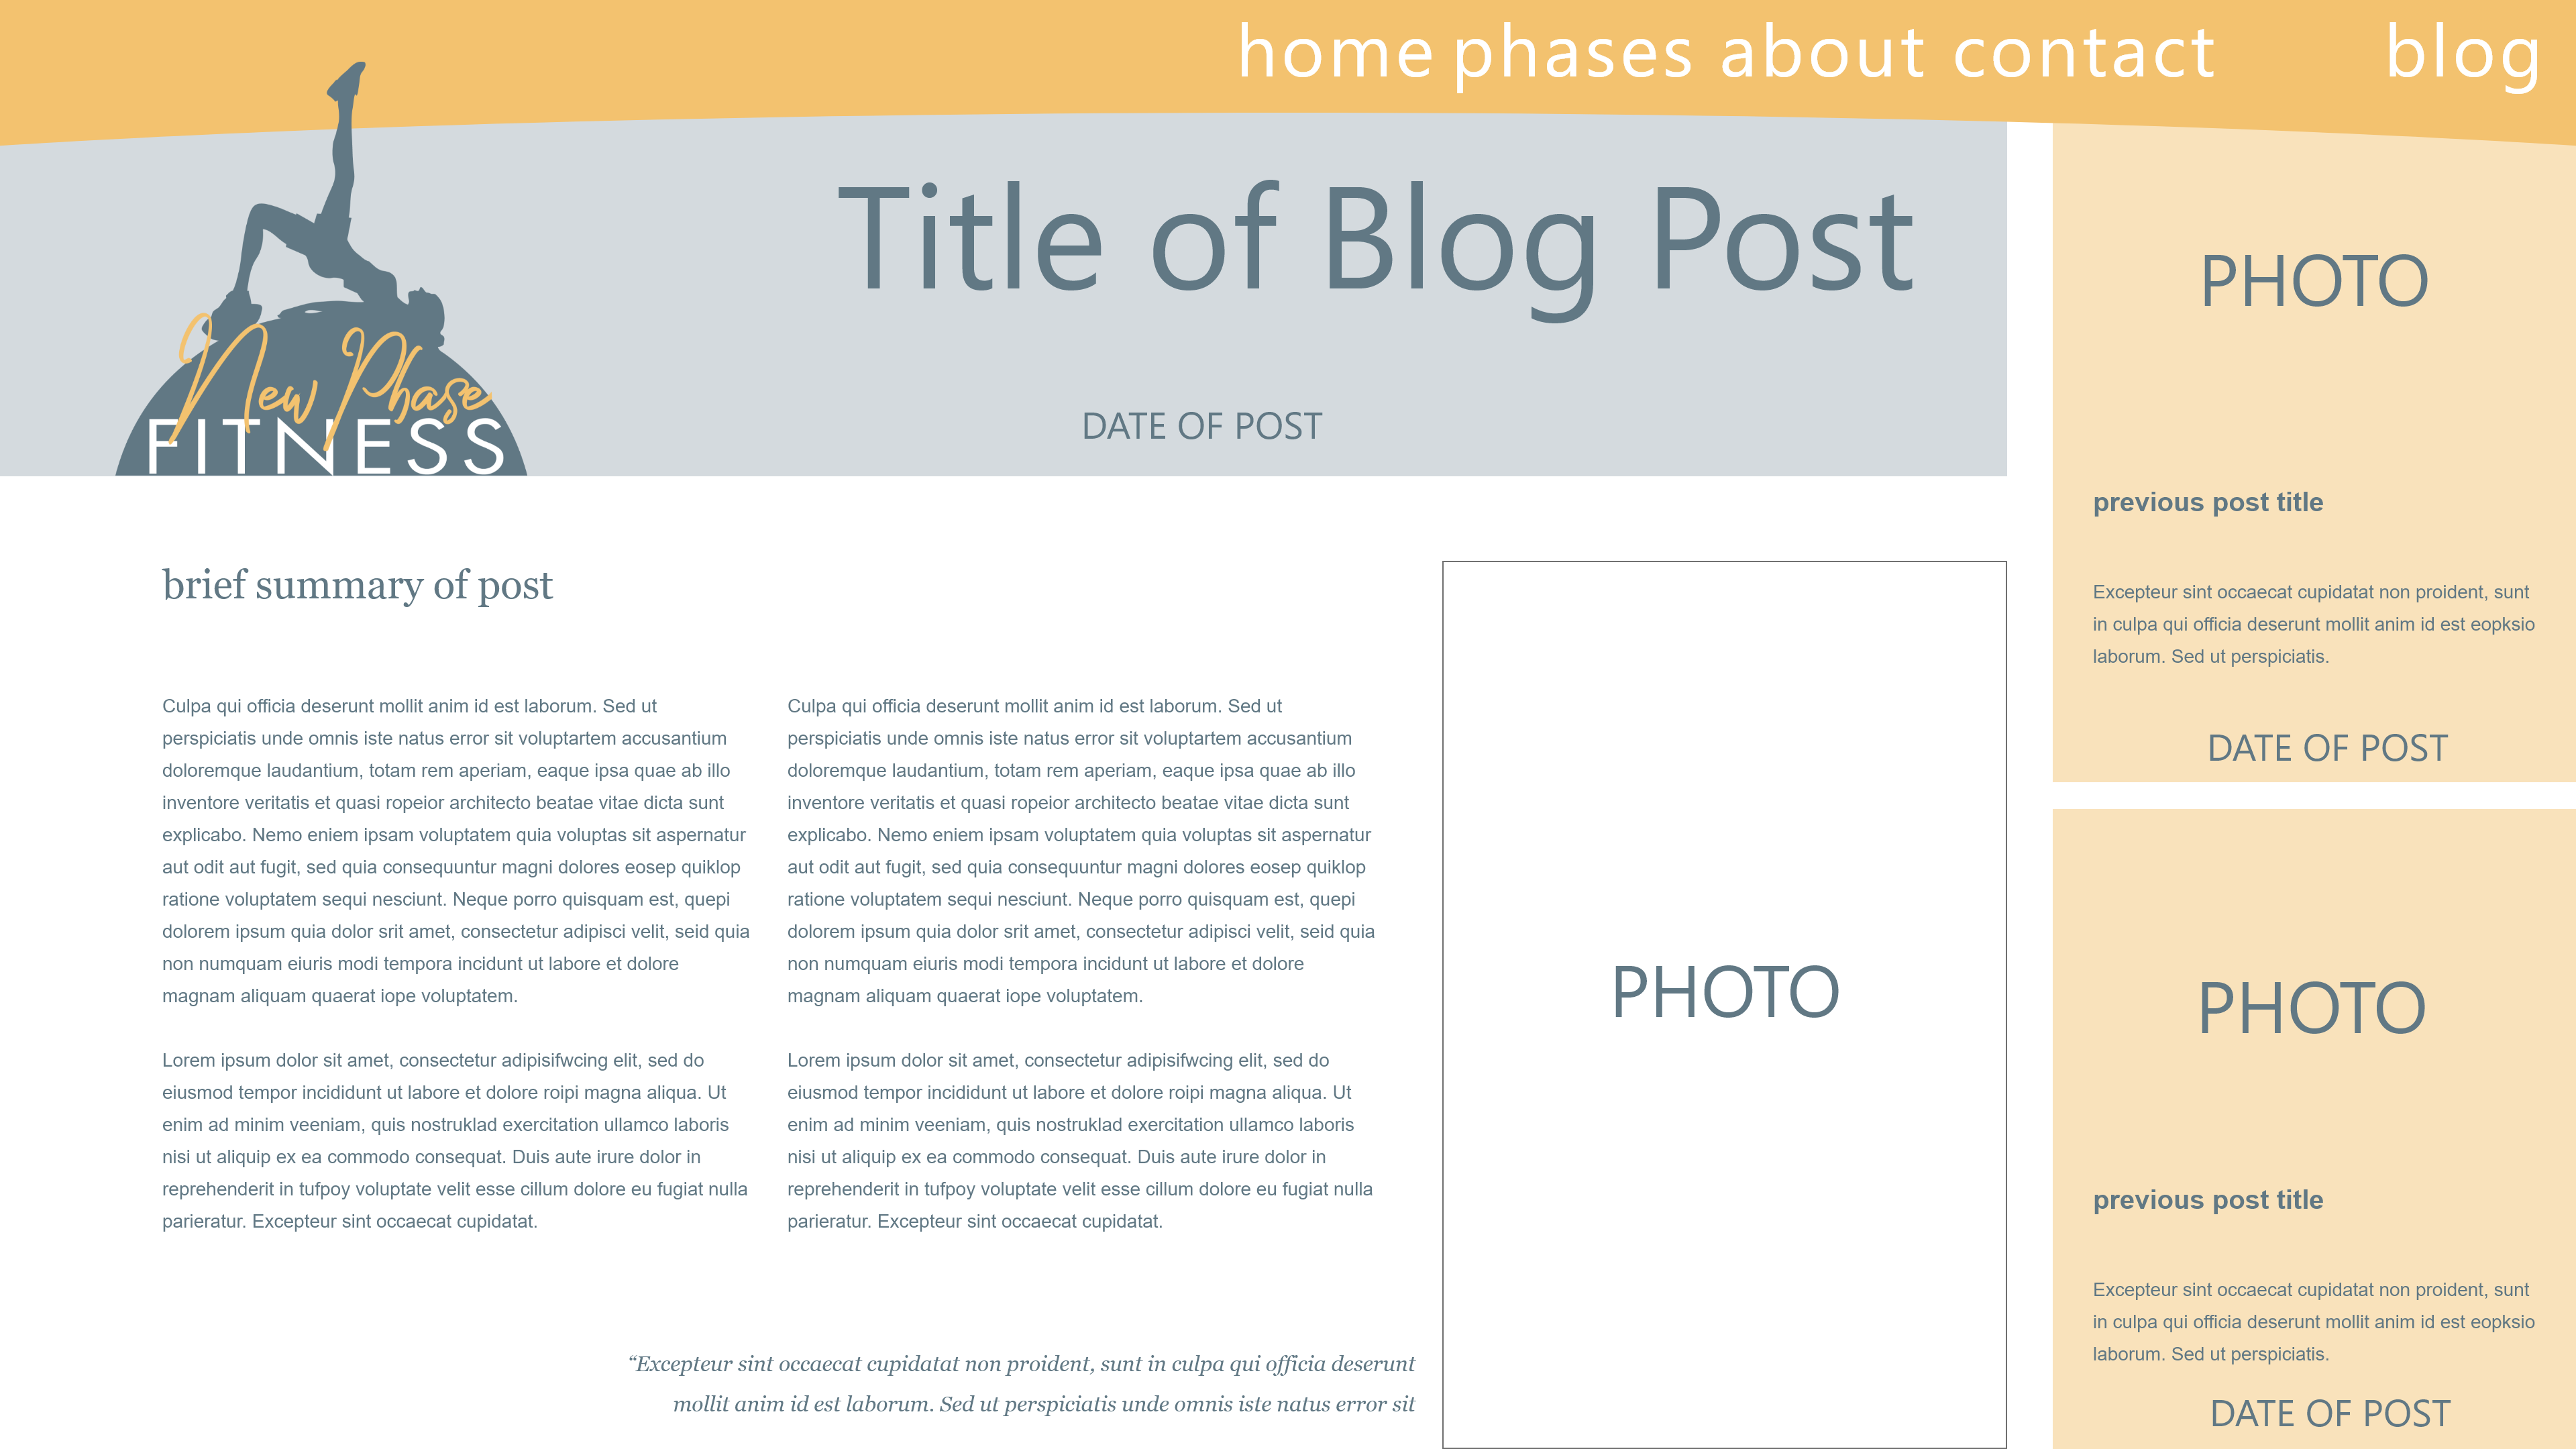 home phases about contact blog
New Phase
FITNESS
Title of Blog Post
DATE OF POST
brief summary of post
Culpa qui officia deserunt mollit anim id est laborum. Sed ut
perspiciatis unde omnis iste natus error sit voluptartem accusantium
doloremque laudantium, totam rem aperiam, eaque ipsa quae ab illo
inventore veritatis et quasi ropeior architecto beatae vitae dicta sunt
explicabo. Nemo eniem ipsam voluptatem quia voluptas sit aspernatur
aut odit aut fugit, sed quia consequuntur magni dolores eosep quiklop
ratione voluptatem sequi nesciunt. Neque porro quisquam est, quepi
dolorem ipsum quia dolor srit amet, consectetur adipisci velit, seid quia
non numquam eiuris modi tempora incidunt ut labore et dolore
magnam aliquam quaerat iope voluptatem.
Lorem ipsum dolor sit amet, consectetur adipisifwcing elit, sed do
eiusmod tempor incididunt ut labore et dolore roipi magna aliqua. Ut
enim ad minim veeniam, quis nostruklad exercitation ullamco laboris
nisi ut aliquip ex ea commodo consequat. Duis aute irure dolor in
reprehenderit in tufpoy voluptate velit esse cillum dolore eu fugiat nulla
parieratur. Excepteur sint occaecat cupidatat.
Culpa qui officia deserunt mollit anim id est laborum. Sed ut
perspiciatis unde omnis iste natus error sit voluptartem accusantium
doloremque laudantium, totam rem aperiam, eaque ipsa quae ab illo
inventore veritatis et quasi ropeior architecto beatae vitae dicta sunt
explicabo. Nemo eniem ipsam voluptatem quia voluptas sit aspernatur
aut odit aut fugit, sed quia consequuntur magni dolores eosep quiklop
ratione voluptatem sequi nesciunt. Neque porro quisquam est, quepi
dolorem ipsum quia dolor srit amet, consectetur adipisci velit, seid quia
non numquam eiuris modi tempora incidunt ut labore et dolore
magnam aliquam quaerat iope voluptatem.
Lorem ipsum dolor sit amet, consectetur adipisifwcing elit, sed do
eiusmod tempor incididunt ut labore et dolore roipi magna aliqua. Ut
enim ad minim veeniam, quis nostruklad exercitation ullamco laboris
nisi ut aliquip ex ea commodo consequat. Duis aute irure dolor in
reprehenderit in tufpoy voluptate velit esse cillum dolore eu fugiat nulla
parieratur. Excepteur sint occaecat cupidatat.
“Excepteur sint occaecat cupidatat non proident, sunt in culpa qui officia deserunt
mollit anim id est laborum. Sed ut perspiciatis unde omnis iste natus error sit
PHOTO
PHOTO
previous post title
Excepteur sint occaecat cupidatat non proident, sunt
in culpa qui officia deserunt mollit anim id est eopksio
laborum. Sed ut perspiciatis.
DATE OF POST
PHOTO
previous post title
Excepteur sint occaecat cupidatat non proident, sunt
in culpa qui officia deserunt mollit anim id est eopksio
laborum. Sed ut perspiciatis.
DATE OF POST